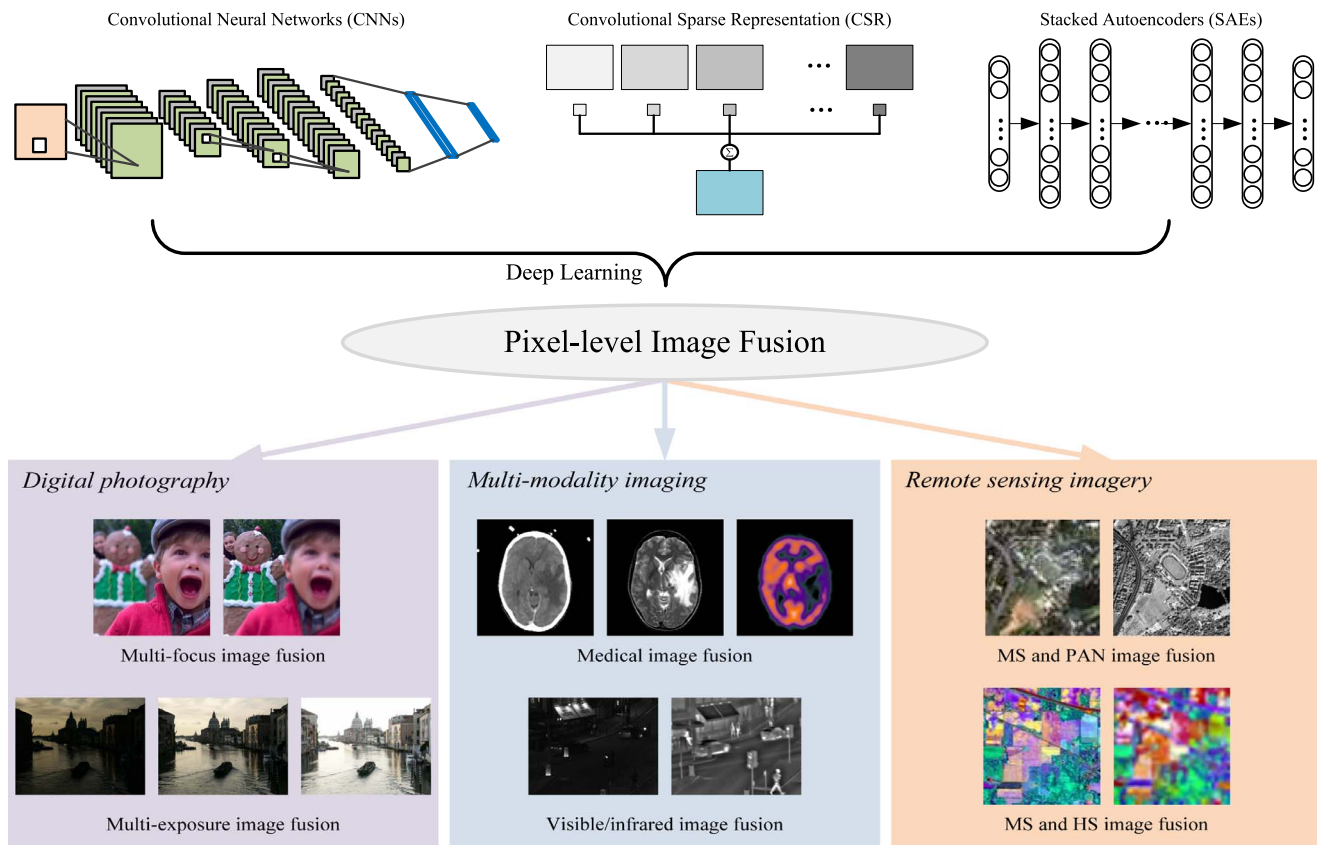 Convolutional Neural Networks (CNNs)
Convolutional Sparse Representation (CSR)
Stacked Autoencoders (SAEs)
Σ
Deep Learning
Pixel-level Image Fusion
Digital photography
Multi-focus image fusion
Multi-exposure image fusion
Multi-modality imaging
Medical image fusion
Visible/infrared image fusion
Remote sensing imagery
MS and PAN image fusion
MS and HS image fusion